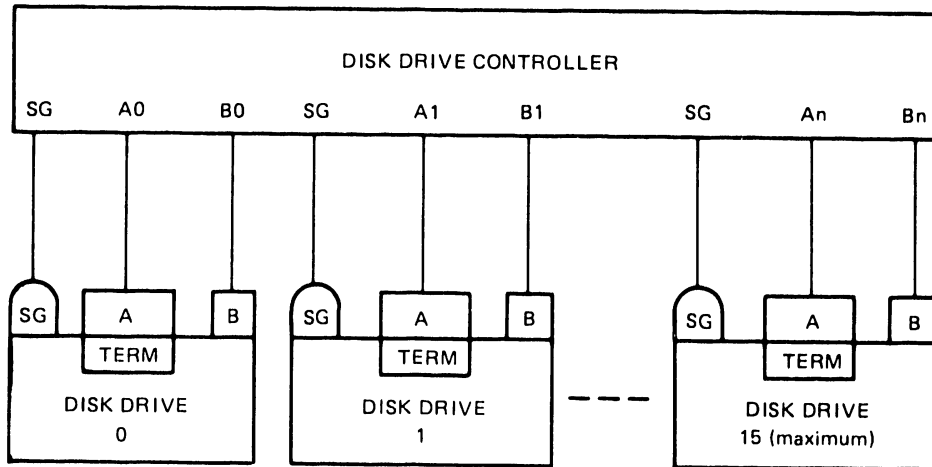 DISK DRIVE CONTROLLER
SG A0 B0 SG A1 B1 SG An Bn
SG A B SG A B SG A B
TERM TERM TERM
DISK DRIVE DISK DRIVE DISK DRIVE
0 1 15 (maximum)